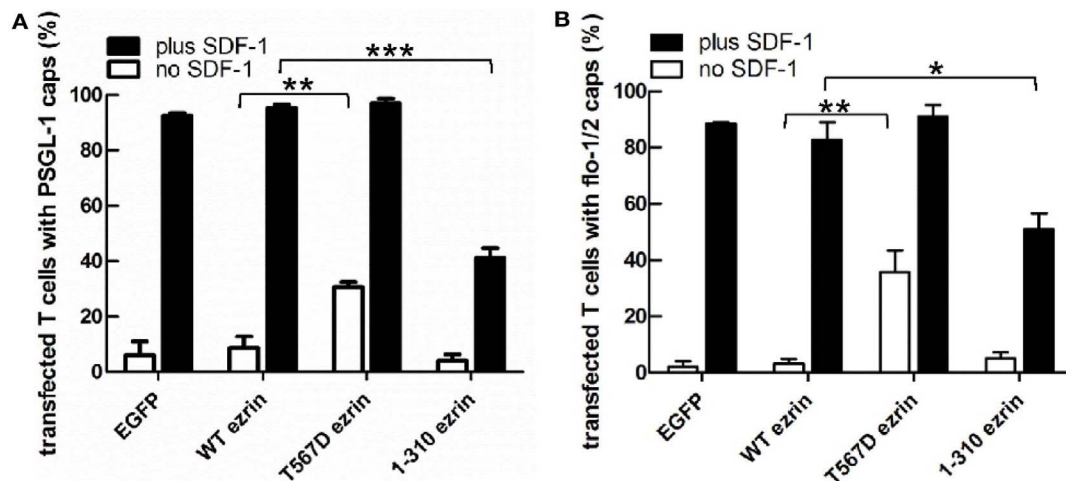 A
transfected T cells with PSGL-1 caps (%)
plus SDF-1
no SDF-1
***
**
100
80
60
40
20
0
EGFP
WT ezrin
T567D ezrin
1-310 ezrin
B
transfected T cells with flo-1/2 caps (%)
plus SDF-1
no SDF-1
*
**
100
80
60
40
20
0
EGFP
WT ezrin
T567D ezrin
1-310 ezrin